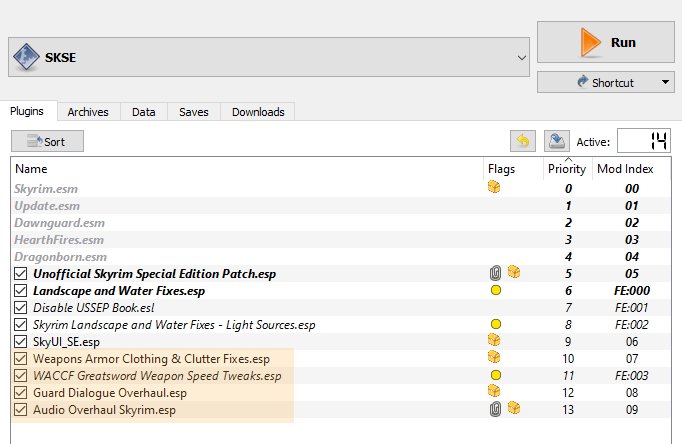 SKSE
Run
Shortcut
Plugins Archives Data Saves Downloads
Sort Active: 14
Name Flags Priority Mod Index
Skyrim.esm 0 00
Update.esm 1 01
Dawnguard.esm 2 02
HearthFires.esm 3 03
Dragonborn.esm 4 04
Unofficial Skyrim Special Edition Patch.esp 5 05
Landscape and Water Fixes.esp 6 FE:000
Disable USSEP Book.esl 7 FE:001
Skyrim Landscape and Water Fixes - Light Sources.esp 8 FE:002
SkyUI_SE.esp 9 06
Weapons Armor Clothing & Clutter Fixes.esp 10 07
WACCF Greatsword Weapon Speed Tweaks.esp 11 FE:003
Guard Dialogue Overhaul.esp 12 08
Audio Overhaul Skyrim.esp 13 09